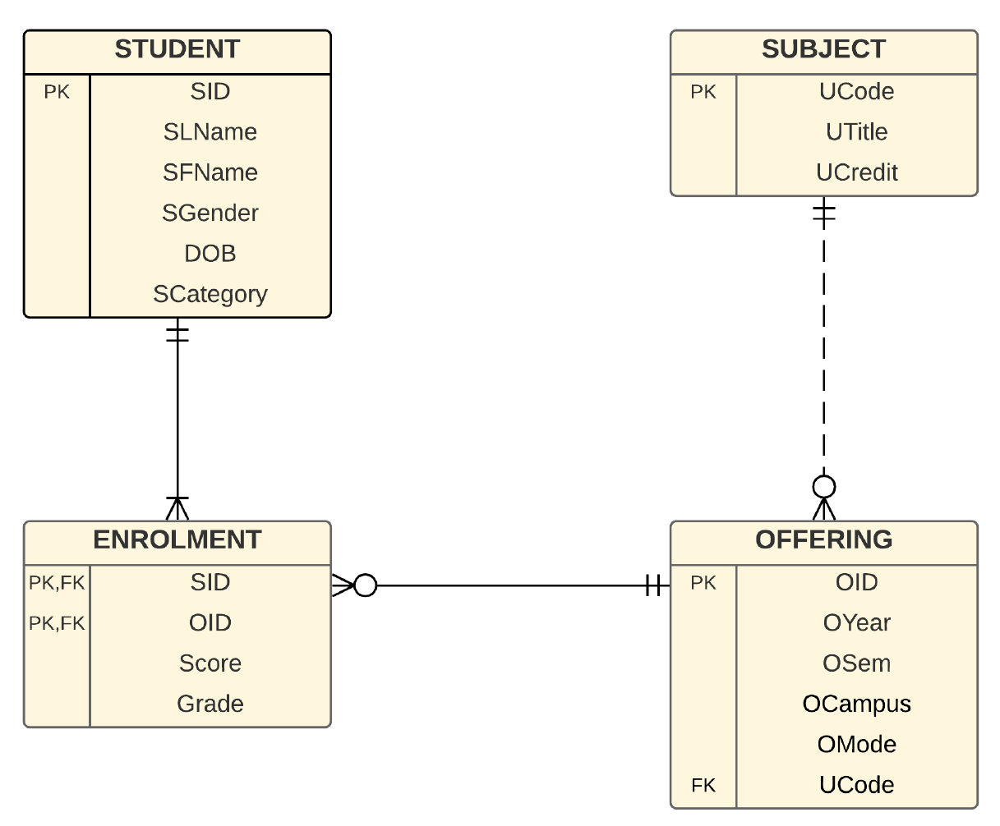 STUDENT
PK SID
SLName
SFName
SGender
DOB
SCategory
SUBJECT
PK UCode
UTitle
UCredit
ENROLMENT
PK,FK SID
PK,FK OID
Score
Grade
OFFERING
PK OID
OYear
OSem
OCampus
OMode
FK UCode